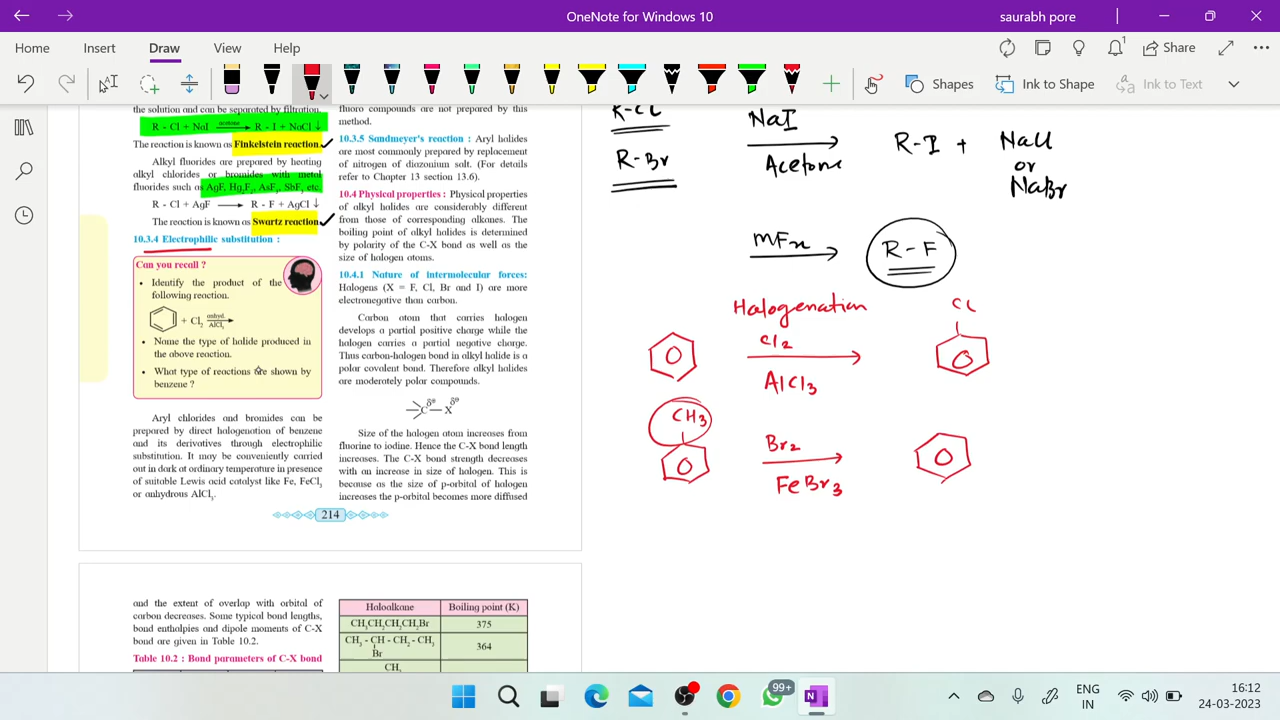 OneNote for Windows 10
saurabh pore
Home Insert Draw View Help
Share
Shapes
Ink to Shape
Ink to Text
the solution and can be separated by filtration.
R - Cl + NaI acetone R - I + NaCl ↓
The reaction is known as Finkelstein reaction
Alkyl fluorides are prepared by heating
alkyl chlorides or bromides with metal
fluorides such as AgF, Hg2F2, AsF3, SbF3 etc.
R - Cl + AgF → R - F + AgCl ↓
The reaction is known as Swartz reaction
10.3.4 Electrophilic substitution :
Can you recall ?
• Identify the product of the
following reaction.
+ Cl2 anhyd. AlCl3
• Name the type of halide produced in
the above reaction.
• What type of reactions are shown by
benzene ?
Aryl chlorides and bromides can be
prepared by direct halogenation of benzene
and its derivatives through electrophilic
substitution. It may be conveniently carried
out in dark at ordinary temperature in presence
of suitable Lewis acid catalyst like Fe, FeCl3
or anhydrous AlCl3.
fluoro compounds are not prepared by this
method.
10.3.5 Sandmeyer's reaction : Aryl halides
are most commonly prepared by replacement
of nitrogen of diazonium salt. (For details
refer to Chapter 13 section 13.6).
10.4 Physical properties : Physical properties
of alkyl halides are considerably different
from those of corresponding alkanes. The
boiling point of alkyl halides is determined
by polarity of the C-X bond as well as the
size of halogen atoms.
10.4.1 Nature of intermolecular forces:
Halogens (X = F, Cl, Br and I) are more
electronegative than carbon.
Carbon atom that carries halogen
develops a partial positive charge while the
halogen carries a partial negative charge.
Thus carbon-halogen bond in alkyl halide is a
polar covalent bond. Therefore alkyl halides
are moderately polar compounds.
C δ⊕ — X δ⊖
Size of the halogen atom increases from
fluorine to iodine. Hence the C-X bond length
increases. The C-X bond strength decreases
with an increase in size of halogen. This is
because as the size of p-orbital of halogen
increases the p-orbital becomes more diffused
214
and the extent of overlap with orbital of
carbon decreases. Some typical bond lengths,
bond enthalpies and dipole moments of C-X
bond are given in Table 10.2.
Table 10.2 : Bond parameters of C-X bond
Haloalkane Boiling point (K)
CH3CH2CH2CH2Br 375
CH3 - CH - CH2 - CH3 364
Br
CH3
R-Cl
R-Br
NaI
Acetone
R-I +
NaCl
or
NaBr
MFx
R-F
Halogenation
Cl2
AlCl3
Cl
CH3
Br2
FeBr3
99+
ENG
IN
16:12
24-03-2023